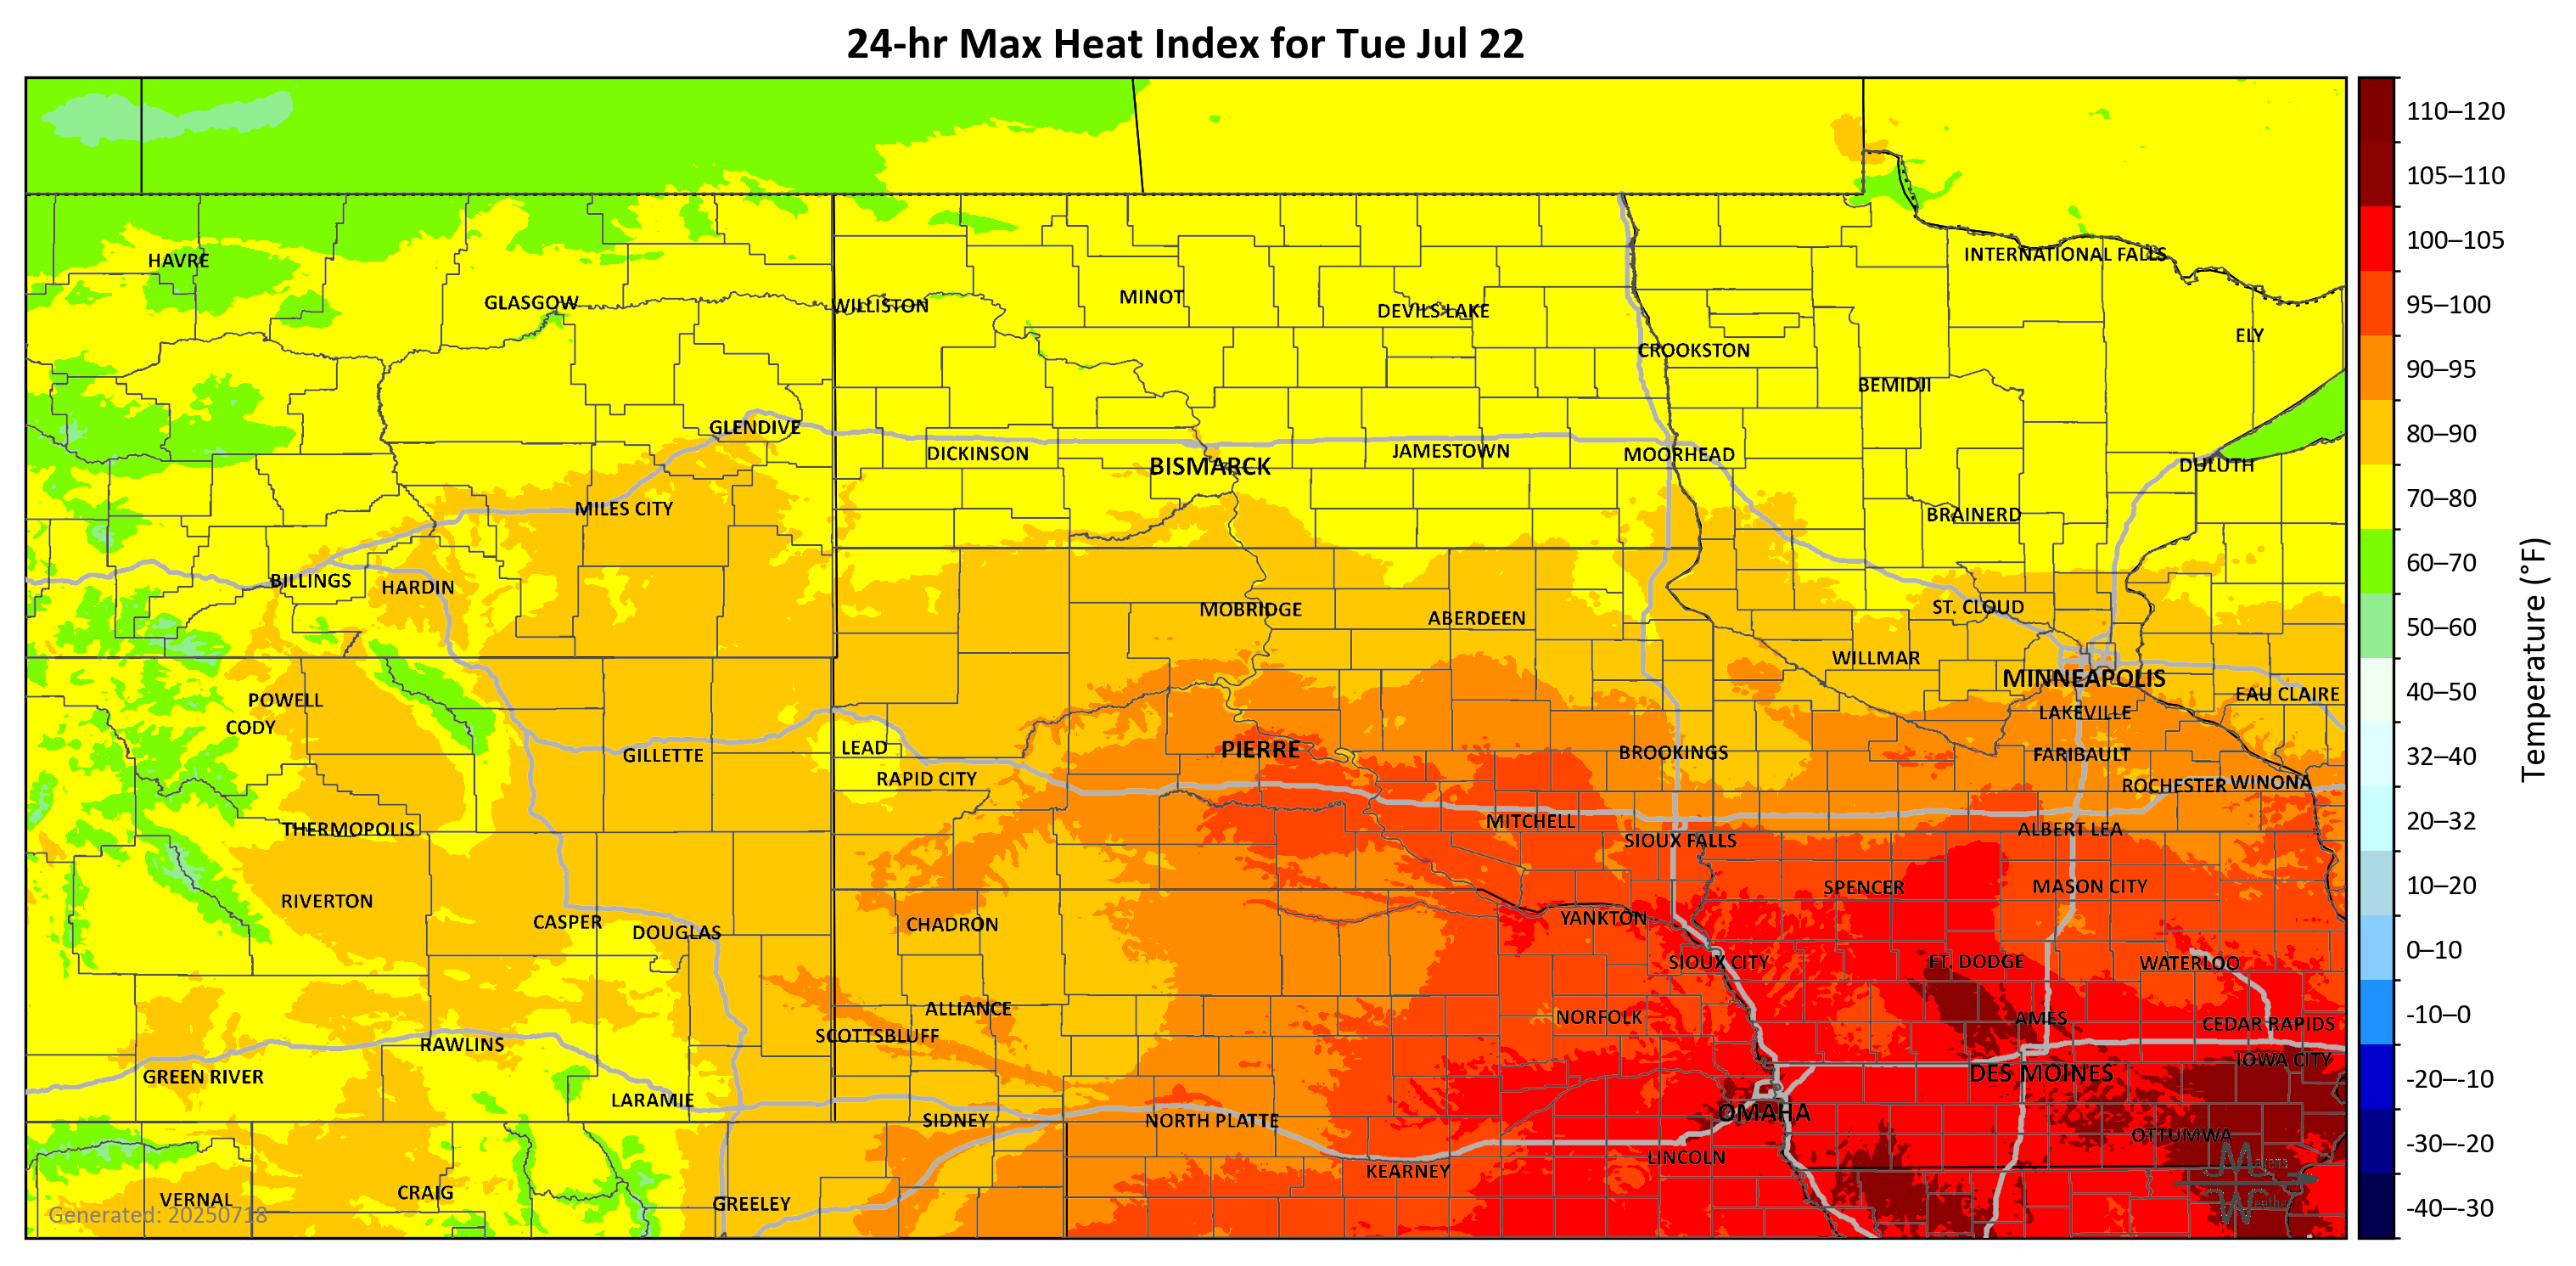 24-hr Max Heat Index for Tue Jul 22
HAVRE
GLASGOW
WILLISTON
MINOT
DEVILS LAKE
CROOKSTON
INTERNATIONAL FALLS
ELY
BEMIDJI
GLENDIVE
DICKINSON
BISMARCK
JAMESTOWN
MOORHEAD
DULUTH
MILES CITY
BRAINERD
BILLINGS
HARDIN
MOBRIDGE
ABERDEEN
ST. CLOUD
WILLMAR
MINNEAPOLIS
EAU CLAIRE
POWELL
CODY
LAKEVILLE
GILLETTE
LEAD
RAPID CITY
PIERRE
BROOKINGS
FARIBAULT
ROCHESTER
WINONA
THERMOPOLIS
MITCHELL
SIOUX FALLS
ALBERT LEA
RIVERTON
CASPER
DOUGLAS
CHADRON
YANKTON
SPENCER
MASON CITY
SIOUX CITY
FT. DODGE
WATERLOO
ALLIANCE
SCOTTSBLUFF
NORFOLK
AMES
CEDAR RAPIDS
RAWLINS
GREEN RIVER
IOWA CITY
DES MOINES
LARAMIE
SIDNEY
NORTH PLATTE
OMAHA
OTTUMWA
LINCOLN
KEARNEY
VERNAL
CRAIG
GREELEY
Generated: 20250718
M
W
110–120
105–110
100–105
95–100
90–95
80–90
70–80
60–70
50–60
40–50
32–40
20–32
10–20
0–10
-10–0
-20–-10
-30–-20
-40–-30
Temperature (°F)